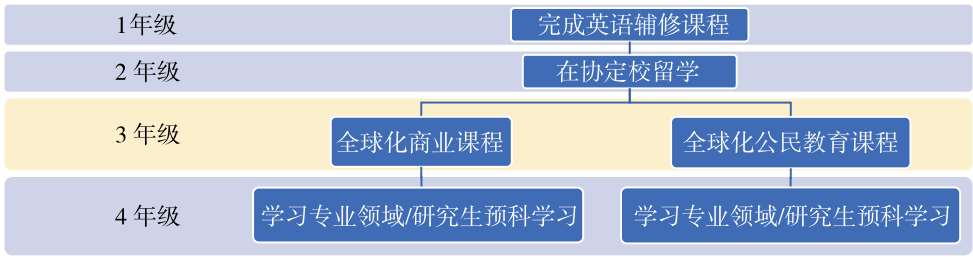 1年级
完成英语辅修课程
2 年级
在协定校留学
3 年级
全球化商业课程
全球化公民教育课程
4 年级
学习专业领域/研究生预科学习
学习专业领域/研究生预科学习